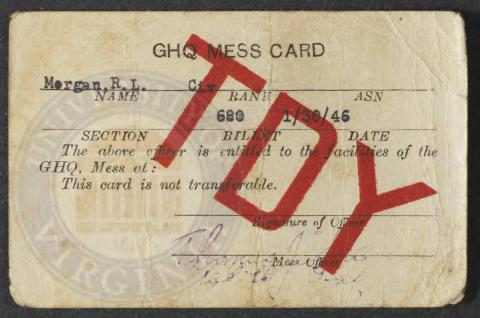 GHQ MESS CARD
TDY
Morgan,R.L. Civ
NAME RANK ASN
680 1/30/46
SECTION BILLET DATE
The above officer is entitled to the facilities of the
GHQ, Mess at:
This card is not transferable.
Signature of Officer
Mess Officer
VIRGINIA